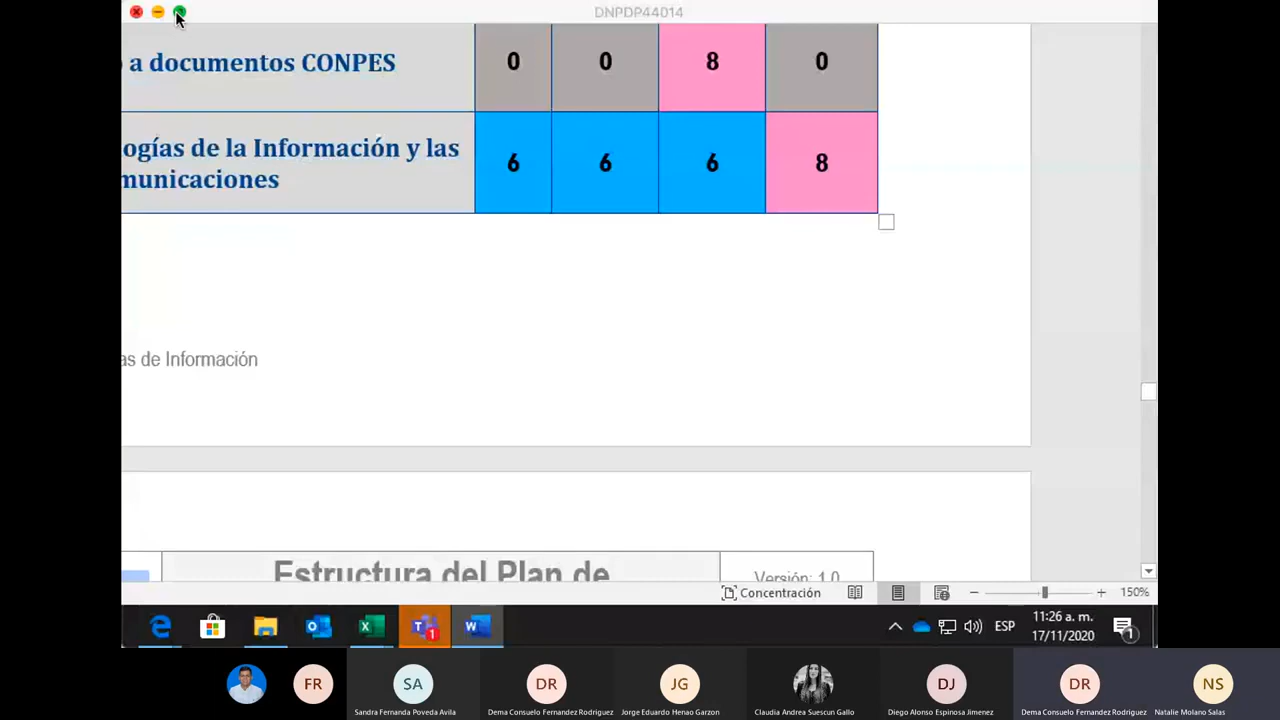 DNPDP44014
a documentos CONPES
0 0 8 0
ogías de la Información y las
municaciones
6 6 6 8
as de Información
Estructura del Plan de
Versión: 1.0
Concentración
150%
1
ESP
11:26 a. m.
17/11/2020
1
FR
SA
DR
JG
DJ
DR
NS
Sandra Fernanda Poveda Avila
Dema Consuelo Fernandez Rodriguez
Jorge Eduardo Henao Garzon
Claudia Andrea Suescun Gallo
Diego Alonso Espinosa Jimenez
Dema Consuelo Fernandez Rodriguez
Natalie Molano Salas